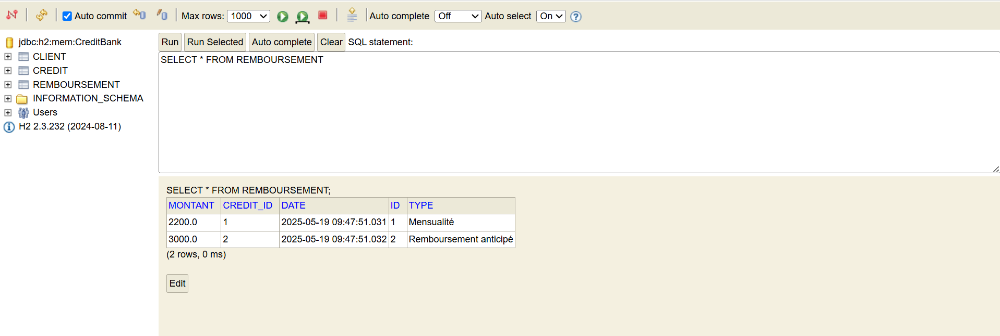 Auto commit Max rows: 1000 Auto complete Off Auto select On ?
jdbc:h2:mem:CreditBank
CLIENT
CREDIT
REMBOURSEMENT
INFORMATION_SCHEMA
Users
H2 2.3.232 (2024-08-11)
Run Run Selected Auto complete Clear SQL statement:
SELECT * FROM REMBOURSEMENT
SELECT * FROM REMBOURSEMENT;
MONTANT CREDIT_ID DATE ID TYPE
2200.0 1 2025-05-19 09:47:51.031 1 Mensualité
3000.0 2 2025-05-19 09:47:51.032 2 Remboursement anticipé
(2 rows, 0 ms)
Edit